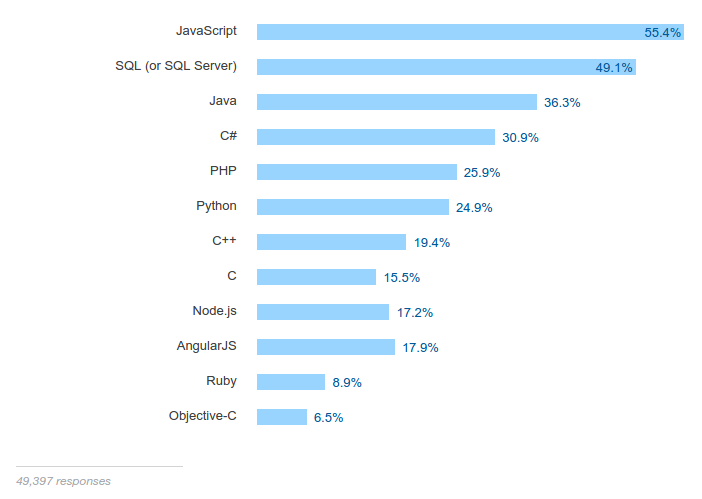 JavaScript 55.4%
SQL (or SQL Server) 49.1%
Java 36.3%
C# 30.9%
PHP 25.9%
Python 24.9%
C++ 19.4%
C 15.5%
Node.js 17.2%
AngularJS 17.9%
Ruby 8.9%
Objective-C 6.5%
49,397 responses